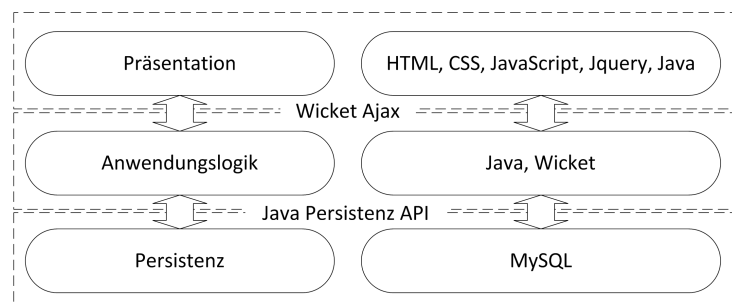 Präsentation
HTML, CSS, JavaScript, Jquery, Java
Wicket Ajax
Anwendungslogik
Java, Wicket
Java Persistenz API
Persistenz
MySQL